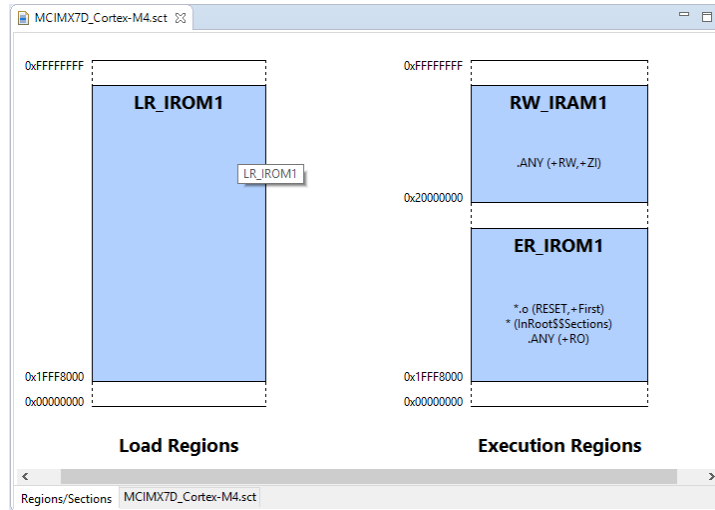 MCIMX7D_Cortex-M4.sct
0xFFFFFFFF
LR_IROM1
LR_IROM1
0x1FFF8000
0x00000000
Load Regions
0xFFFFFFFF
RW_IRAM1
.ANY (+RW,+ZI)
0x20000000
ER_IROM1
*.o (RESET,+First)
* (InRoot$$Sections)
.ANY (+RO)
0x1FFF8000
0x00000000
Execution Regions
Regions/Sections MCIMX7D_Cortex-M4.sct